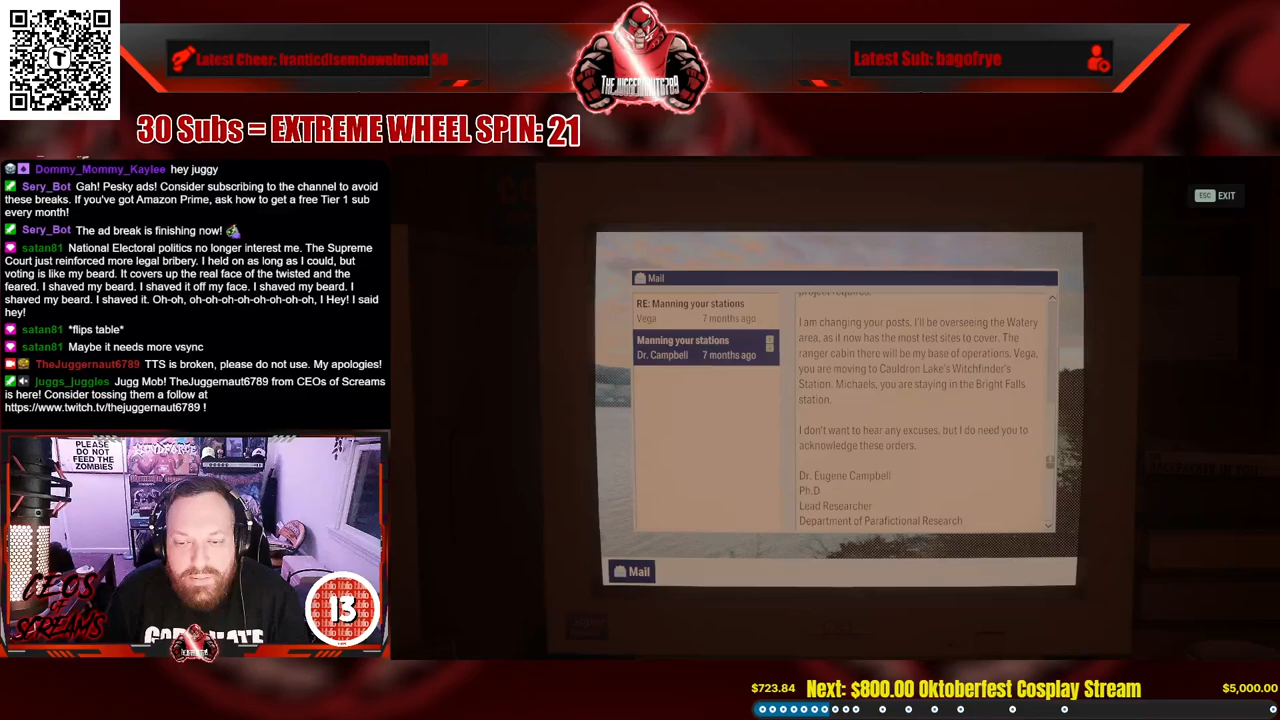 Latest Cheer: franticdisembowelment 50
THEJUGGERNAUT6789
Latest Sub: bagofrye
30 Subs = EXTREME WHEEL SPIN: 21
Dommy_Mommy_Kaylee hey juggy
Sery_Bot Gah! Pesky ads! Consider subscribing to the channel to avoid
these breaks. If you've got Amazon Prime, ask how to get a free Tier 1 sub
every month!
Sery_Bot The ad break is finishing now!
satan81 National Electoral politics no longer interest me. The Supreme
Court just reinforced more legal bribery. I held on as long as I could, but
voting is like my beard. It covers up the real face of the twisted and the
feared. I shaved my beard. I shaved it off my face. I shaved my beard. I
shaved my beard. I shaved it. Oh-oh, oh-oh-oh-oh-oh-oh-oh, I Hey! I said
hey!
satan81 *flips table*
satan81 Maybe it needs more vsync
TheJuggernaut6789 TTS is broken, please do not use. My apologies!
juggs_juggies Jugg Mob! TheJuggernaut6789 from CEOs of Screams
is here! Consider tossing them a follow at
https://www.twitch.tv/thejuggernaut6789 !
ESC EXIT
Mail
RE: Manning your stations
Vega 7 months ago
Manning your stations
Dr. Campbell 7 months ago
project requires.
I am changing your posts. I'll be overseeing the Watery
area, as it now has the most test sites to cover. The
ranger cabin there will be my base of operations. Vega,
you are moving to Cauldron Lake's Witchfinder's
Station. Michaels, you are staying in the Bright Falls
station.
I don't want to hear any excuses, but I do need you to
acknowledge these orders.
Dr. Eugene Campbell
Ph.D
Lead Researcher
Department of Parafictional Research
Mail
PLEASE
DO NOT
FEED THE
ZOMBIES
CEOS
OF
SCREAMS
13
$723.84 Next: $800.00 Oktoberfest Cosplay Stream $5,000.00